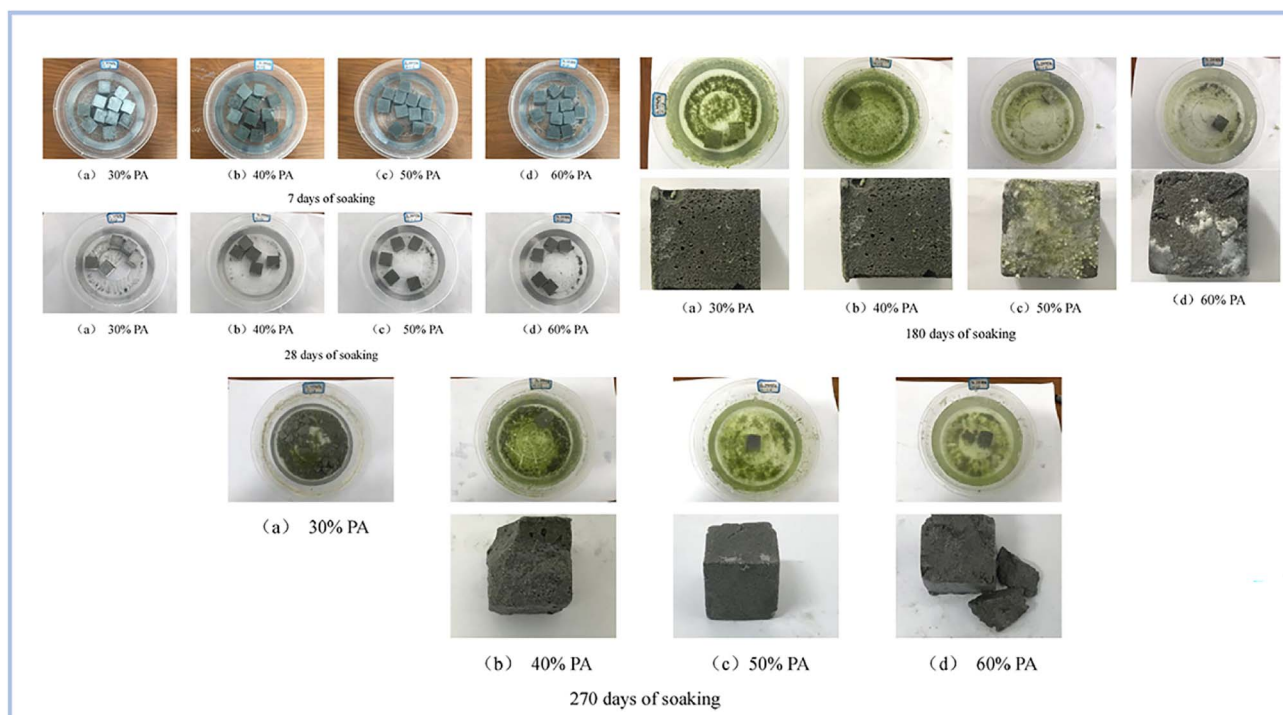 (a) 30% PA
(b) 40% PA
(c) 50% PA
(d) 60% PA
7 days of soaking
(a) 30% PA
(b) 40% PA
(c) 50% PA
(d) 60% PA
28 days of soaking
(a) 30% PA
(b) 40% PA
(c) 50% PA
(d) 60% PA
180 days of soaking
(a) 30% PA
(b) 40% PA
(c) 50% PA
(d) 60% PA
270 days of soaking